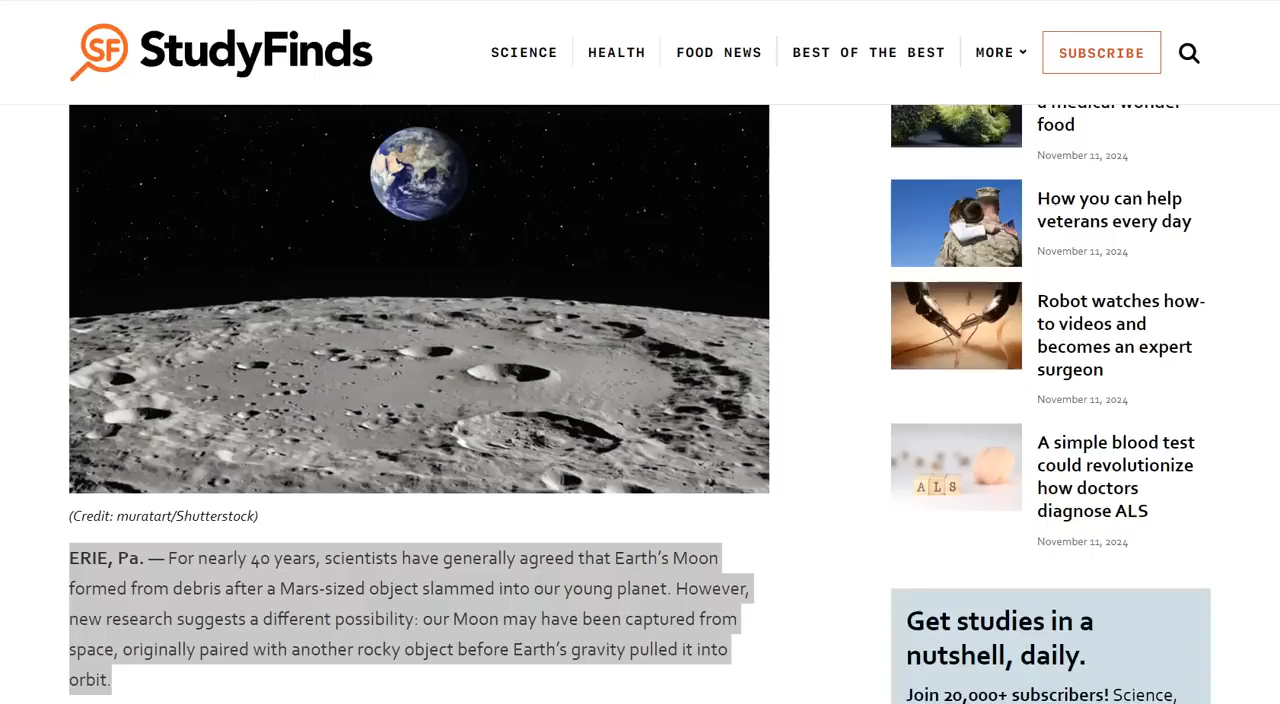 SF StudyFinds
SCIENCE
HEALTH
FOOD NEWS
BEST OF THE BEST
MORE
SUBSCRIBE
(Credit: muratart/Shutterstock)
ERIE, Pa. — For nearly 40 years, scientists have generally agreed that Earth’s Moon
formed from debris after a Mars-sized object slammed into our young planet. However,
new research suggests a different possibility: our Moon may have been captured from
space, originally paired with another rocky object before Earth’s gravity pulled it into
orbit.
a medical wonder
food
November 11, 2024
How you can help
veterans every day
November 11, 2024
Robot watches how-
to videos and
becomes an expert
surgeon
November 11, 2024
ALS
A simple blood test
could revolutionize
how doctors
diagnose ALS
November 11, 2024
Get studies in a
nutshell, daily.
Join 20,000+ subscribers! Science,